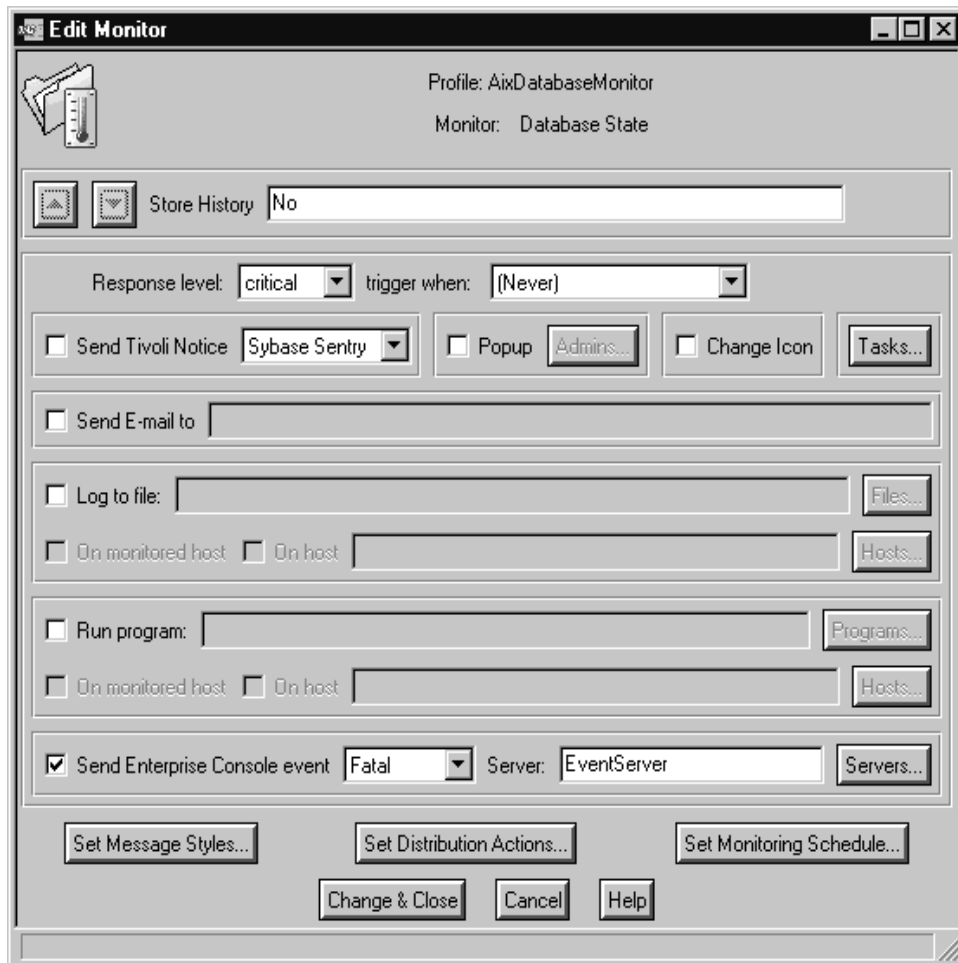 Edit Monitor
Profile: AixDatabaseMonitor
Monitor: Database State
Store History No
Response level: critical trigger when: (Never)
Send Tivoli Notice Sybase Sentry Popup Admins... Change Icon Tasks...
Send E-mail to
Log to file: Files...
On monitored host On host Hosts...
Run program: Programs...
On monitored host On host Hosts...
Send Enterprise Console event Fatal Server: EventServer Servers...
Set Message Styles... Set Distribution Actions... Set Monitoring Schedule...
Change & Close Cancel Help